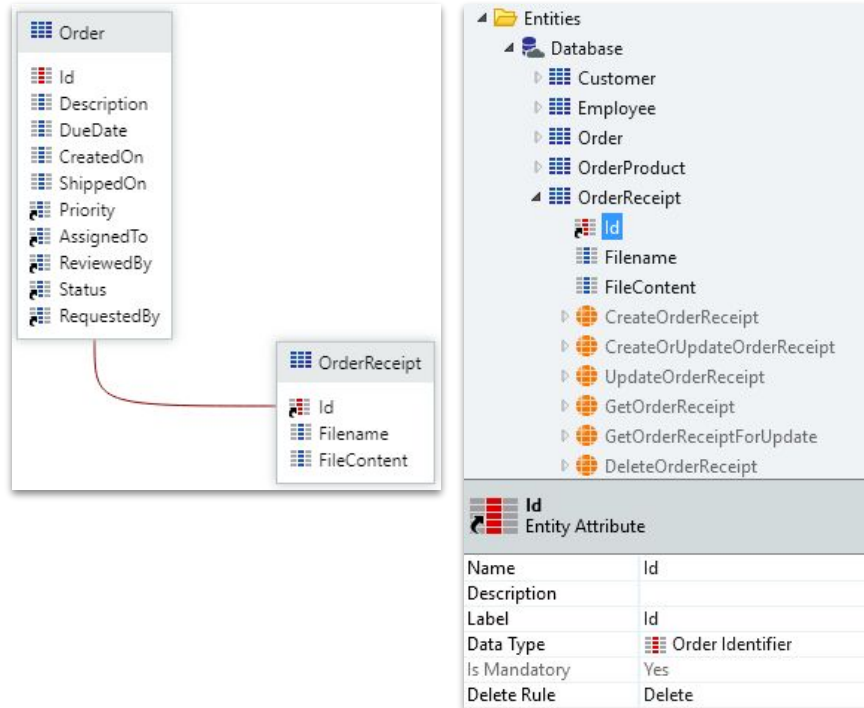 Order
Id
Description
DueDate
CreatedOn
ShippedOn
Priority
AssignedTo
ReviewedBy
Status
RequestedBy
OrderReceipt
Id
Filename
FileContent
Entities
Database
Customer
Employee
Order
OrderProduct
OrderReceipt
Id
Filename
FileContent
CreateOrderReceipt
CreateOrUpdateOrderReceipt
UpdateOrderReceipt
GetOrderReceipt
GetOrderReceiptForUpdate
DeleteOrderReceipt
Id
Entity Attribute
Name Id
Description
Label Id
Data Type Order Identifier
Is Mandatory Yes
Delete Rule Delete